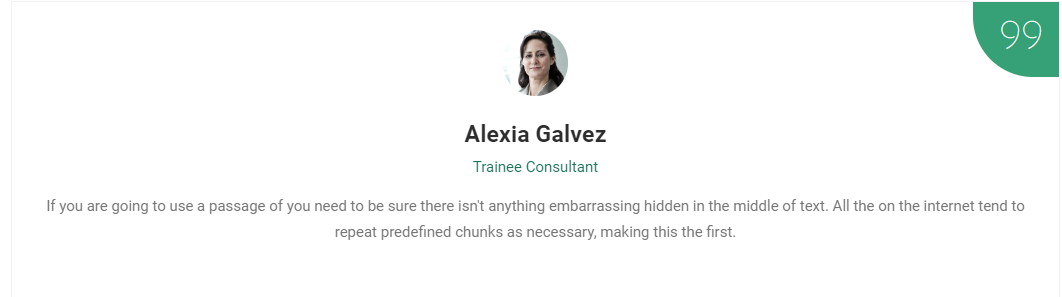 99
Alexia Galvez
Trainee Consultant
If you are going to use a passage of you need to be sure there isn't anything embarrassing hidden in the middle of text. All the on the internet tend to
repeat predefined chunks as necessary, making this the first.